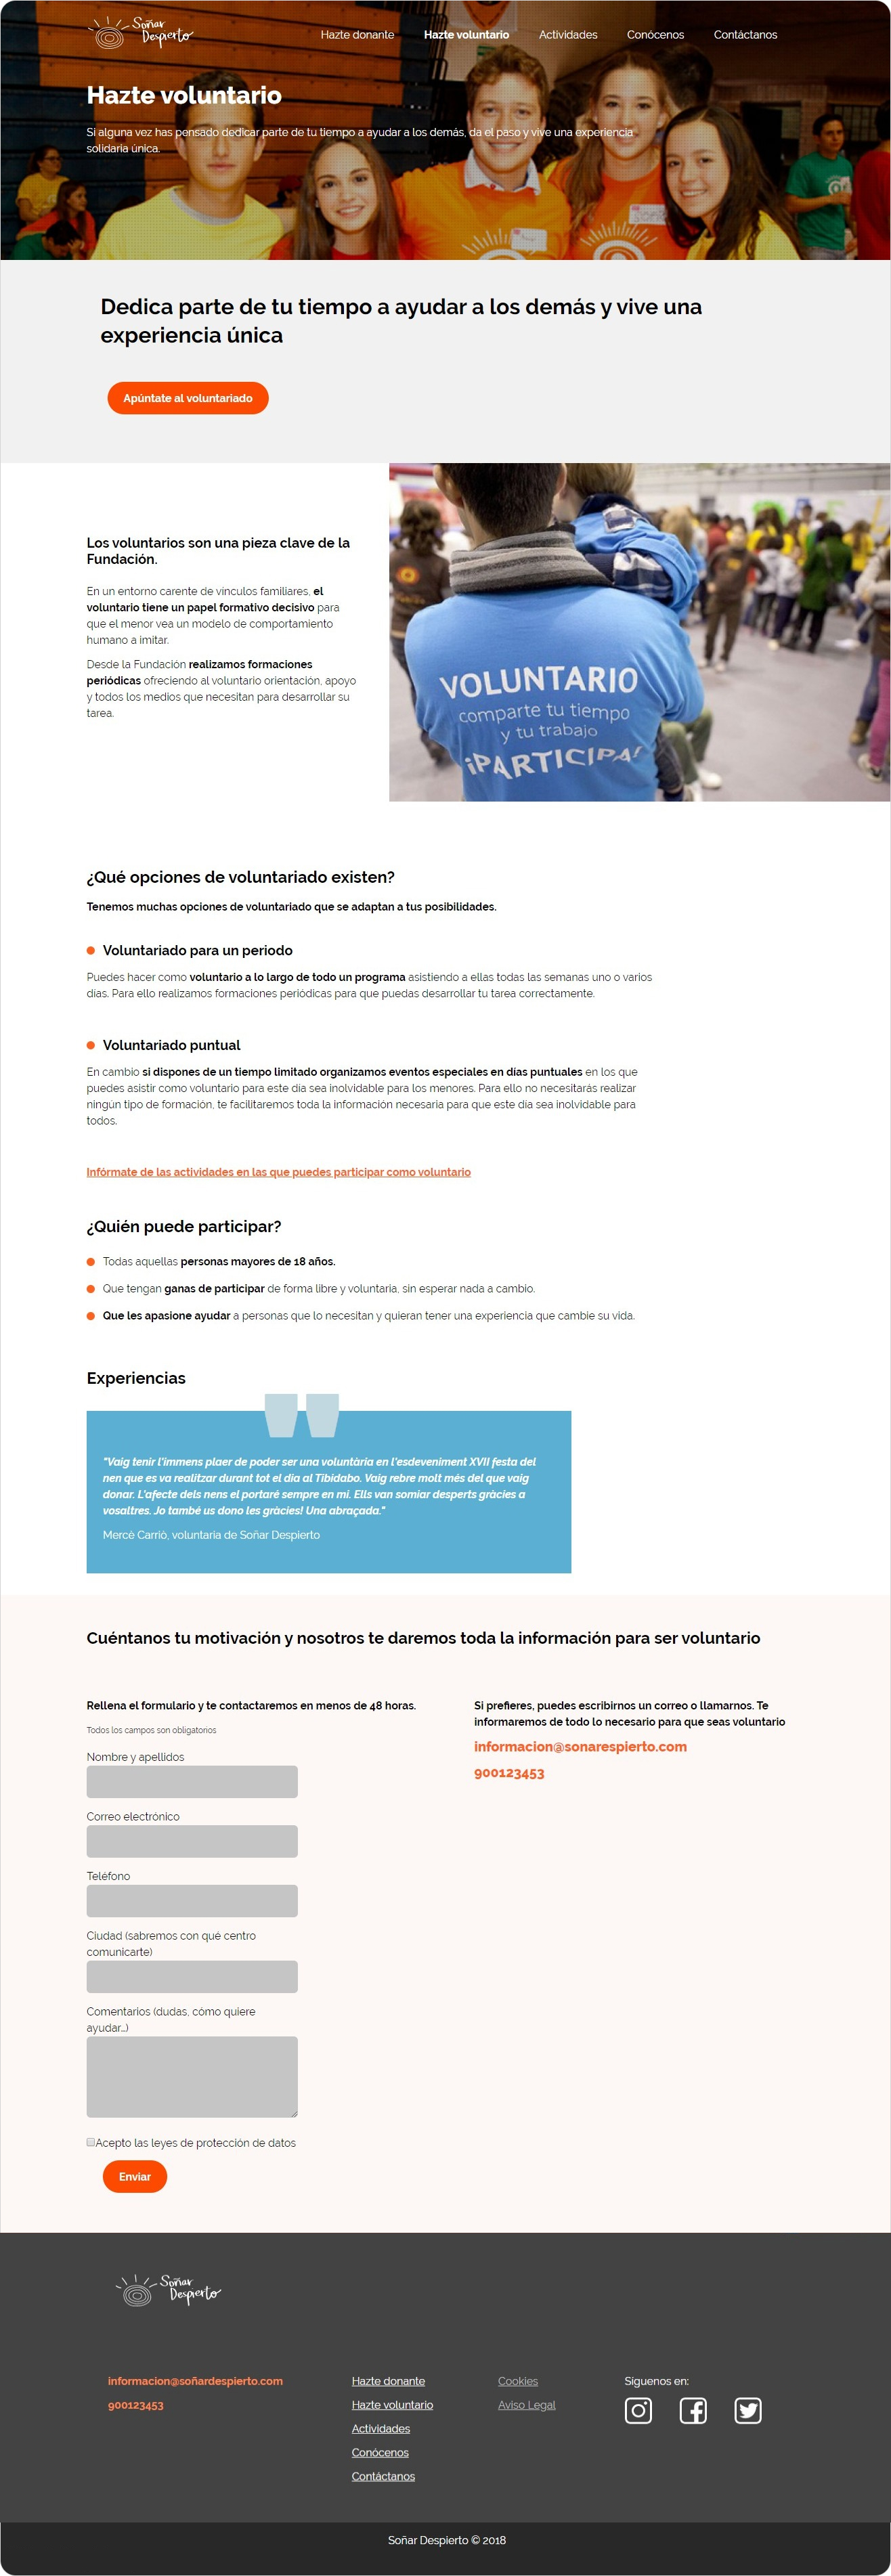 Soñar
Despierto
Hazte donante
Hazte voluntario
Actividades
Conócenos
Contáctanos
Hazte voluntario
Si alguna vez has pensado dedicar parte de tu tiempo a ayudar a los demás, da el paso y vive una experiencia
solidaria única.
Dedica parte de tu tiempo a ayudar a los demás y vive una
experiencia única
Apúntate al voluntariado
Los voluntarios son una pieza clave de la
Fundación.
En un entorno carente de vinculos familiares, el
voluntario tiene un papel formativo decisivo para
que el menor vea un modelo de comportamiento
humano a imitar.
Desde la Fundación realizamos formaciones
periódicas ofreciendo al voluntario orientación, apoyo
y todos los medios que necesitan para desarrollar su
tarea.
VOLUNTARIO
comparte tu tiempo
y tu trabajo
¡PARTICIPA!
¿Qué opciones de voluntariado existen?
Tenemos muchas opciones de voluntariado que se adaptan a tus posibilidades.
Voluntariado para un periodo
Puedes hacer como voluntario a lo largo de todo un programa asistiendo a ellas todas las semanas uno o varios
días. Para ello realizamos formaciones periódicas para que puedas desarrollar tu tarea correctamente.
Voluntariado puntual
En cambio si dispones de un tiempo limitado organizamos eventos especiales en días puntuales en los que
puedes asistir como voluntario para este día sea inolvidable para los menores. Para ello no necesitarás realizar
ningún tipo de formación, te facilitaremos toda la información necesaria para que este día sea inolvidable para
todos.
Infórmate de las actividades en las que puedes participar como voluntario
¿Quién puede participar?
Todas aquellas personas mayores de 18 años.
Que tengan ganas de participar de forma libre y voluntaria, sin esperar nada a cambio.
Que les apasione ayudar a personas que lo necesitan y quieran tener una experiencia que cambie su vida.
Experiencias
"Vaig tenir l'immens plaer de poder ser una voluntària en l'esdeveniment XVII festa del
nen que es va realitzar durant tot el dia al Tibidabo. Vaig rebre molt més del que vaig
donar. L'afecte dels nens el portaré sempre en mi. Ells van somiar desperts gràcies a
vosaltres. Jo també us dono les gràcies! Una abraçada."
Mercè Carrió, voluntaria de Soñar Despierto
Cuéntanos tu motivación y nosotros te daremos toda la información para ser voluntario
Rellena el formulario y te contactaremos en menos de 48 horas.
Todos los campos son obligatorios
Nombre y apellidos
Correo electrónico
Teléfono
Ciudad (sabremos con qué centro
comunicarte)
Comentarios (dudas, cómo quiere
ayudar...)
Acepto las leyes de protección de datos
Enviar
Si prefieres, puedes escribirnos un correo o llamarnos. Te
informaremos de todo lo necesario para que seas voluntario
informacion@sonarespierto.com
900123453
Soñar
Despierto
informacion@soñardespierto.com
900123453
Hazte donante
Hazte voluntario
Actividades
Conócenos
Contáctanos
Cookies
Aviso Legal
Síguenos en:
Soñar Despierto © 2018